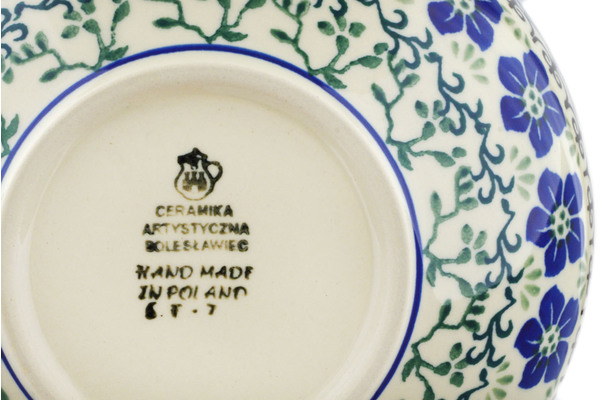 CERAMIKA
ARTYSTYCZNA
BOLESŁAWIEC
HAND MADE
IN POLAND